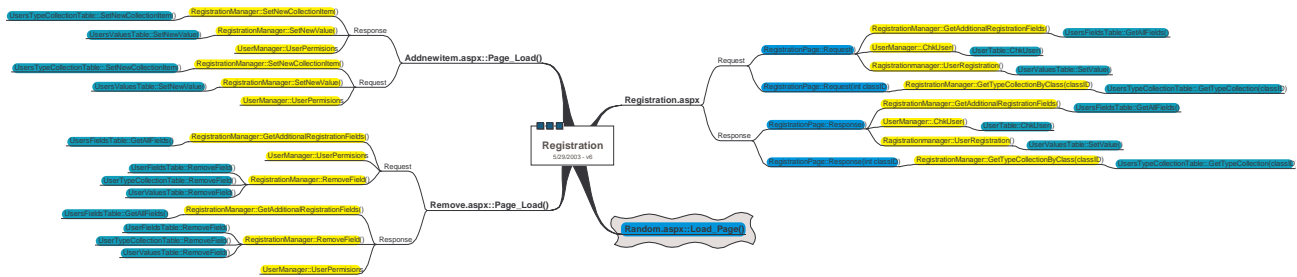 UsersTypeCollectionTable::SetNewCollectionItem()
RegistrationManager::SetNewCollectionItem()
UsersValuesTable::SetNewValue()
RegistrationManager::SetNewValue()
UserManager::UserPermisions
Response
UsersTypeCollectionTable::SetNewCollectionItem()
RegistrationManager::SetNewCollectionItem()
UsersValuesTable::SetNewValue()
RegistrationManager::SetNewValue()
UserManager::UserPermisions
Request
Addnewitem.aspx::Page_Load()
UsersFieldsTable::GetAllFields()
RegistrationManager::GetAdditionalRegistrationFields()
UserManager::UserPermisions
UserFieldsTable::RemoveField()
UserTypeCollectionTable::RemoveField()
UserValuesTable::RemoveField()
RegistrationManager::RemoveField()
Request
UsersFieldsTable::GetAllFields()
RegistrationManager::GetAdditionalRegistrationFields()
UserFieldsTable::RemoveField()
UserTypeCollectionTable::RemoveField()
UserValuesTable::RemoveField()
RegistrationManager::RemoveField()
UserManager::UserPermisions
Response
Remove.aspx::Page_Load()
Registration
5/29/2003 - v6
Registration.aspx
Request
RegistrationPage::Request()
RegistrationManager::GetAdditionalRegistrationFields()
UsersFieldsTable::GetAllFields()
UserManager::.ChkUser()
UserTable::ChkUser()
Ragistrationmanager::UserRegistration()
UserValuesTable::SetValue()
RegistrationPage::Request(int classID)
RegistrationManager::GetTypeCollectionByClass(classID)
UsersTypeCollectionTable::GetTypeCollection(classID)
Response
RegistrationPage::Response()
RegistrationManager::GetAdditionalRegistrationFields()
UsersFieldsTable::GetAllFields()
UserManager::.ChkUser()
UserTable::ChkUser()
Ragistrationmanager::UserRegistration()
UserValuesTable::SetValue()
RegistrationPage::Response(int classID)
RegistrationManager::GetTypeCollectionByClass(classID)
UsersTypeCollectionTable::GetTypeCollection(classID)
Random.aspx::Load_Page()